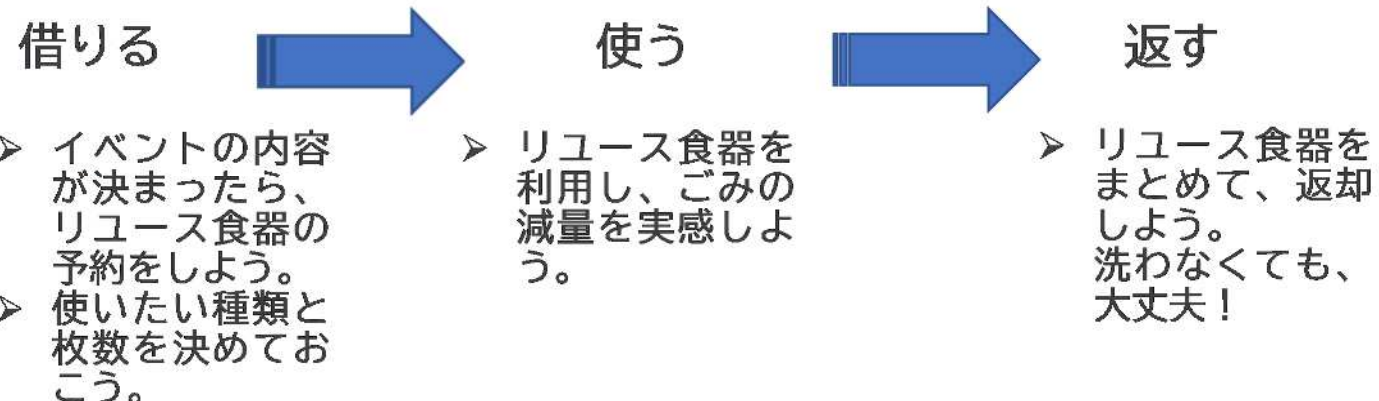 借りる
使う
返す
➢ イベントの内容
が決まったら、
リユース食器の
予約をしよう。
➢ 使いたい種類と
枚数を決めてお
こう。
➢ リユース食器を
利用し、ごみの
減量を実感しよ
う。
➢ リユース食器を
まとめて、返却
しよう。
洗わなくても、
大丈夫！